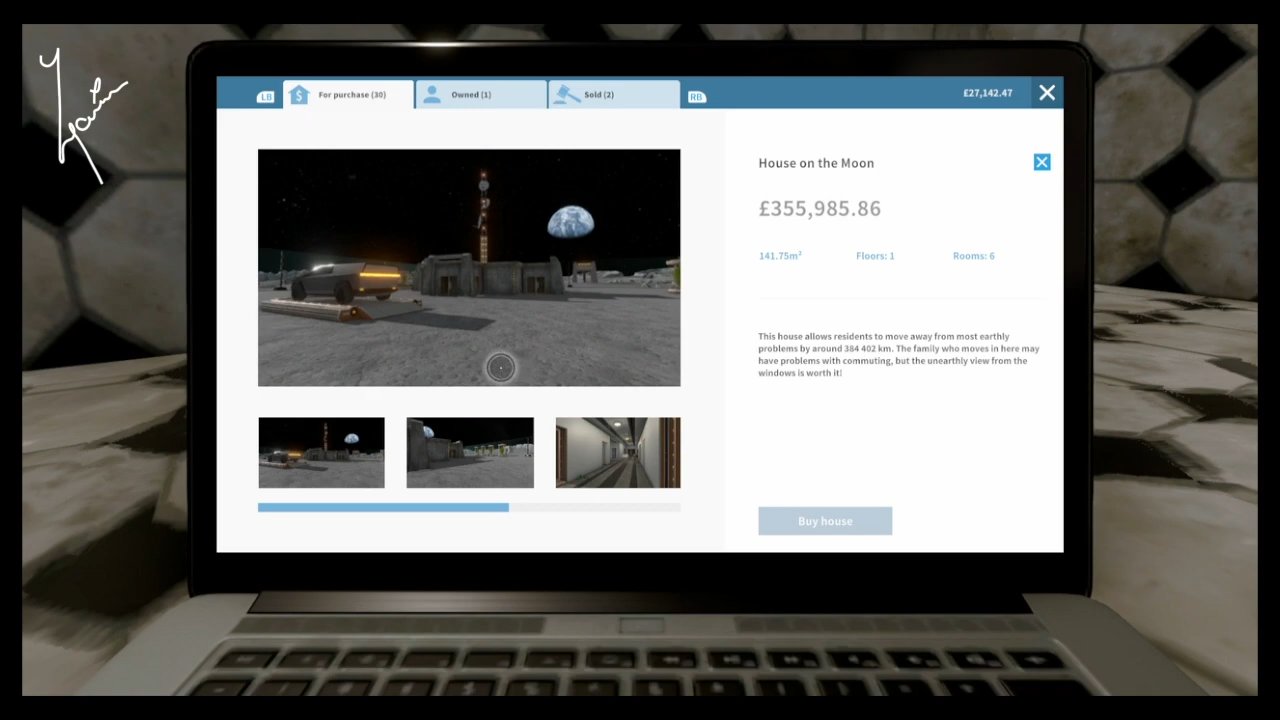 LB
$
For purchase (30)
Owned (1)
Sold (2)
RB
£27,142.47
House on the Moon
£355,985.86
141.75m²
Floors: 1
Rooms: 6
This house allows residents to move away from most earthly
problems by around 384 402 km. The family who moves in here may
have problems with commuting, but the unearthly view from the
windows is worth it!
Buy house